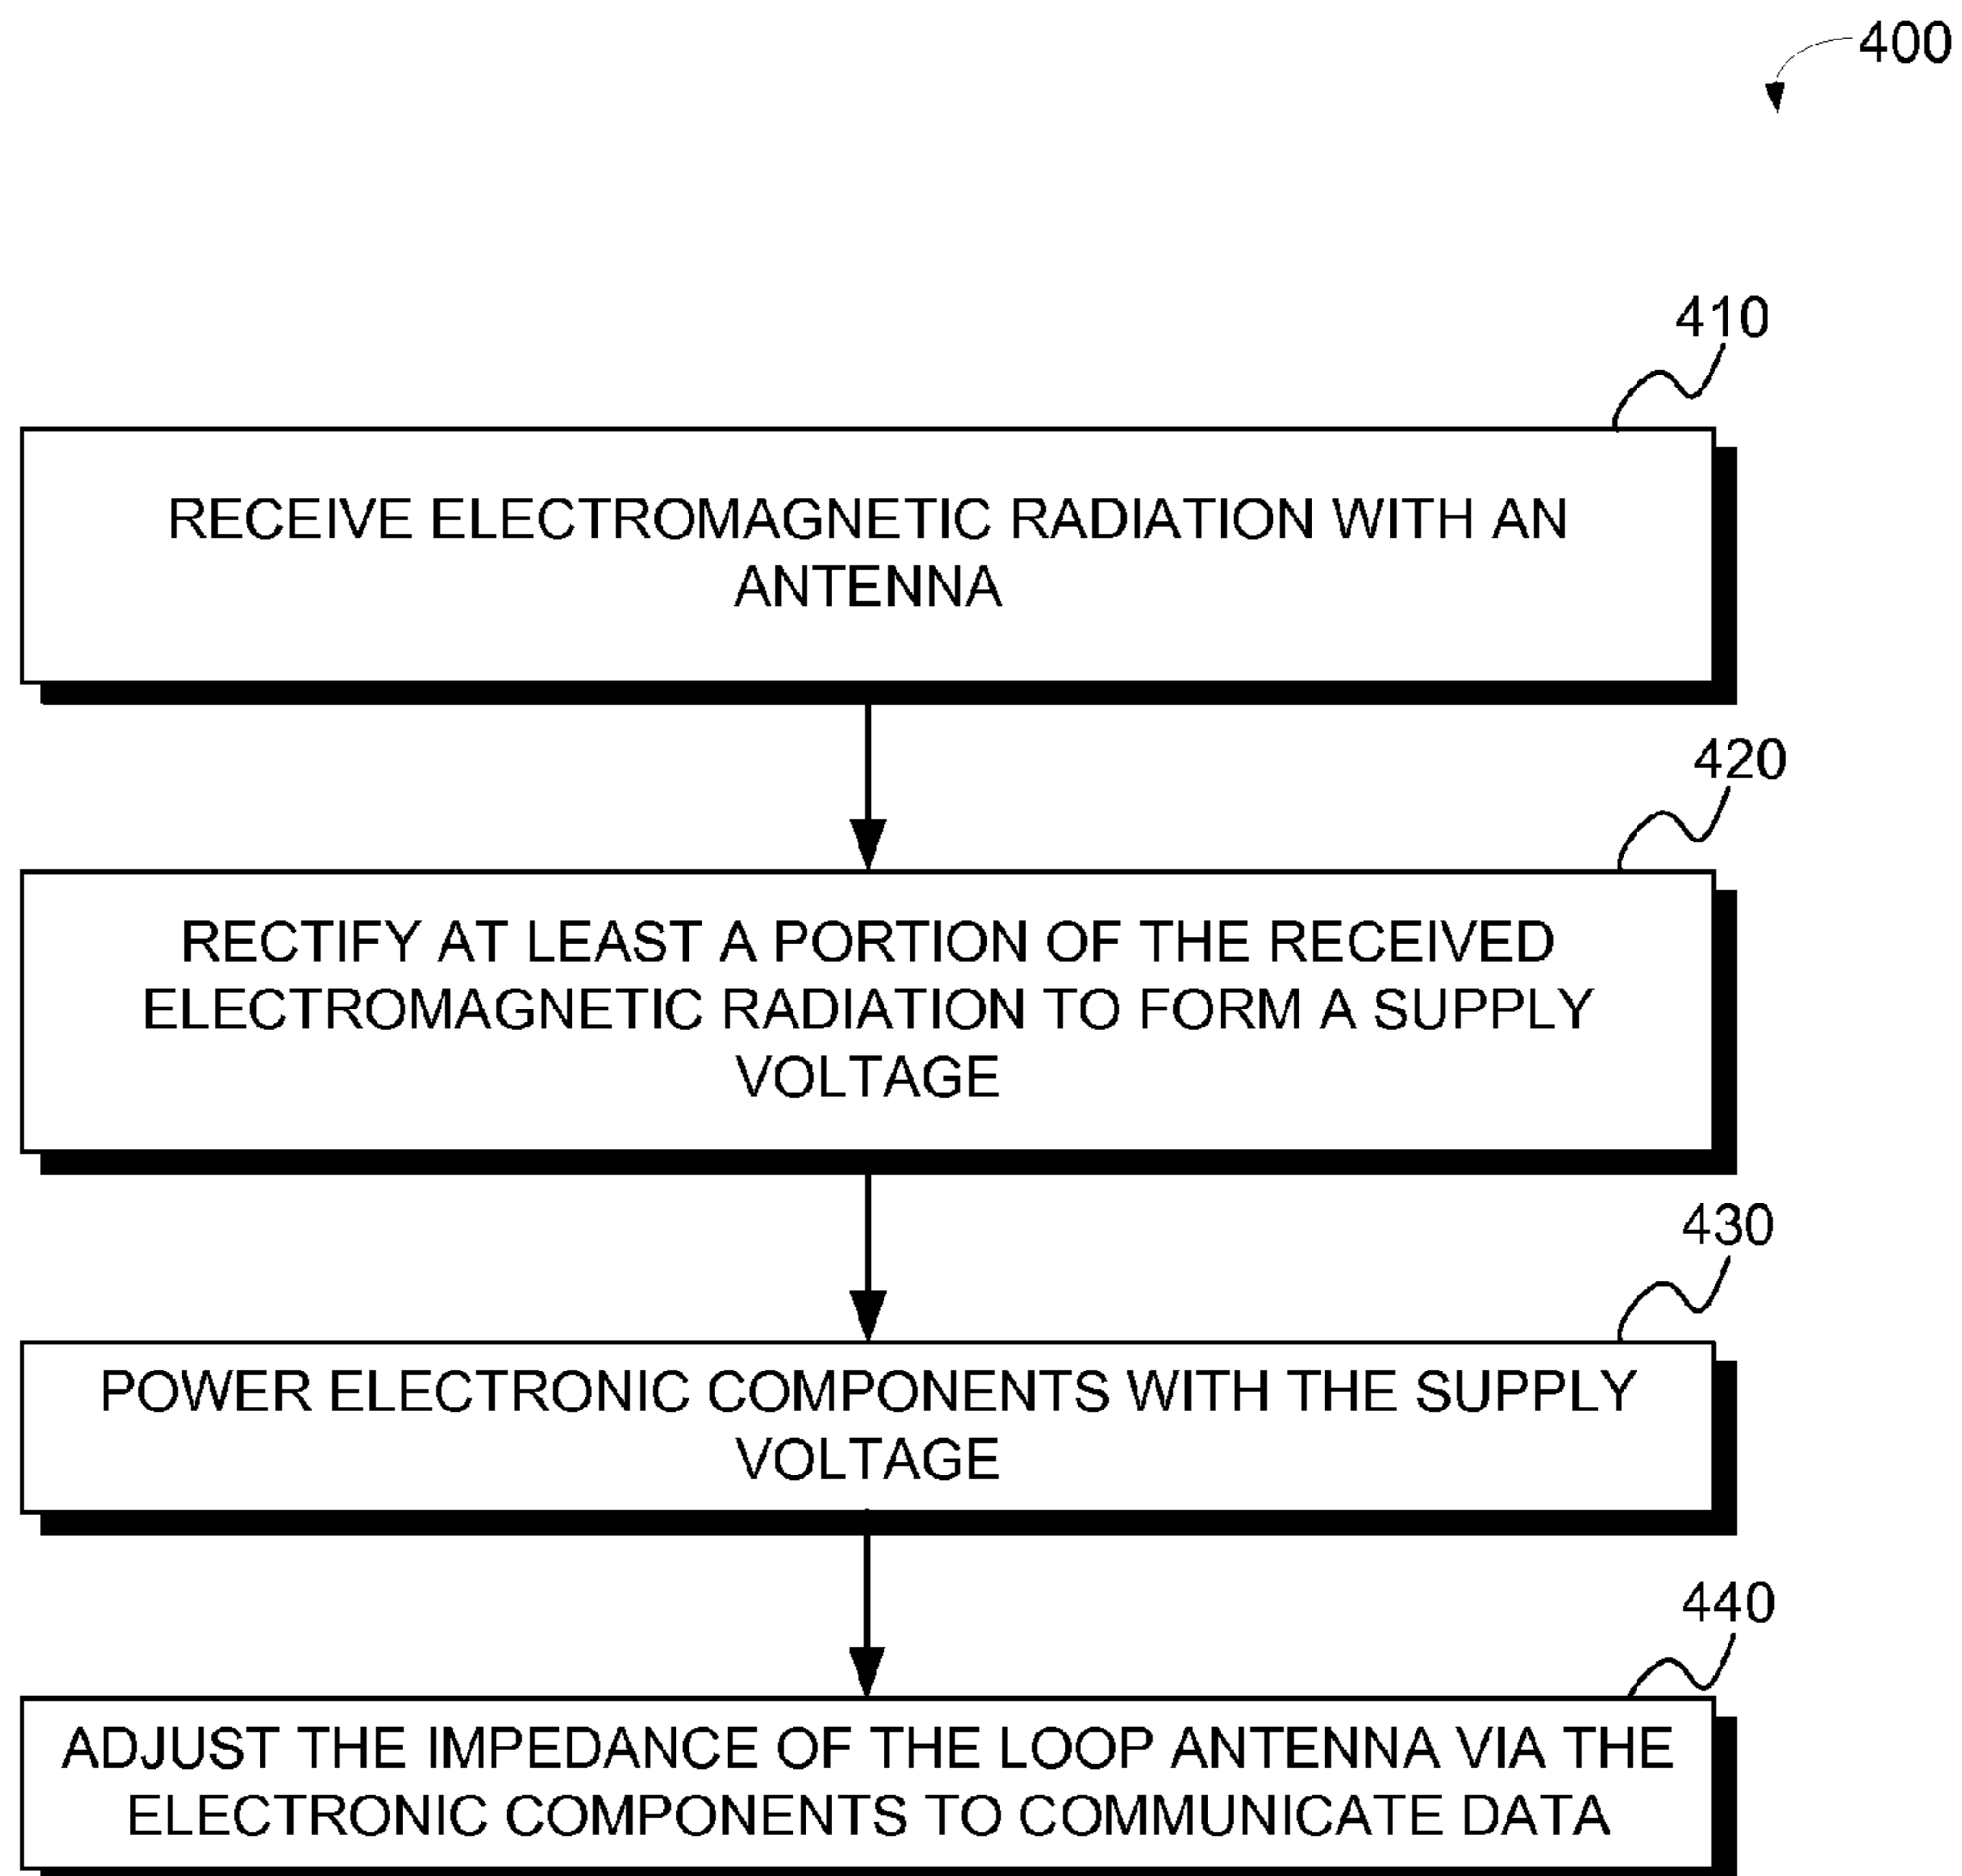 400
410
RECEIVE ELECTROMAGNETIC RADIATION WITH AN
ANTENNA
420
RECTIFY AT LEAST A PORTION OF THE RECEIVED
ELECTROMAGNETIC RADIATION TO FORM A SUPPLY
VOLTAGE
430
POWER ELECTRONIC COMPONENTS WITH THE SUPPLY
VOLTAGE
440
ADJUST THE IMPEDANCE OF THE LOOP ANTENNA VIA THE
ELECTRONIC COMPONENTS TO COMMUNICATE DATA